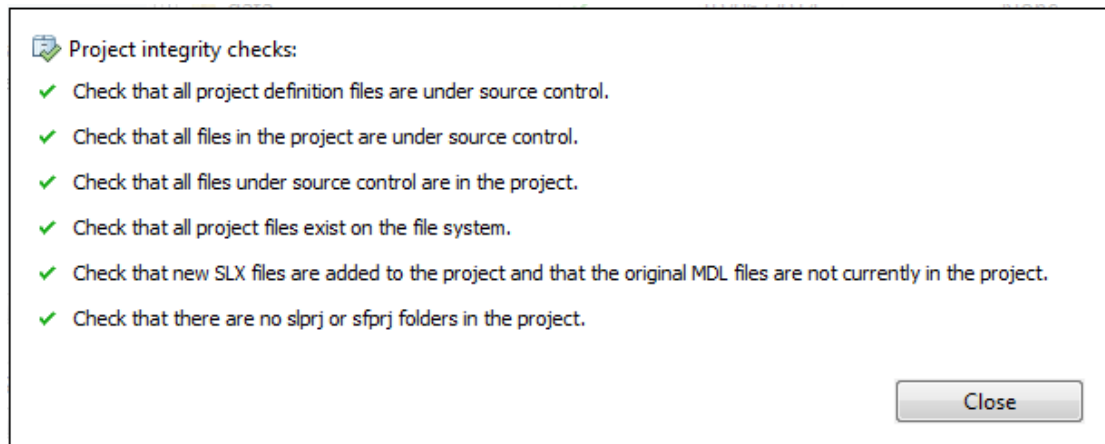 Project integrity checks:
Check that all project definition files are under source control.
Check that all files in the project are under source control.
Check that all files under source control are in the project.
Check that all project files exist on the file system.
Check that new SLX files are added to the project and that the original MDL files are not currently in the project.
Check that there are no slprj or sfprj folders in the project.
Close